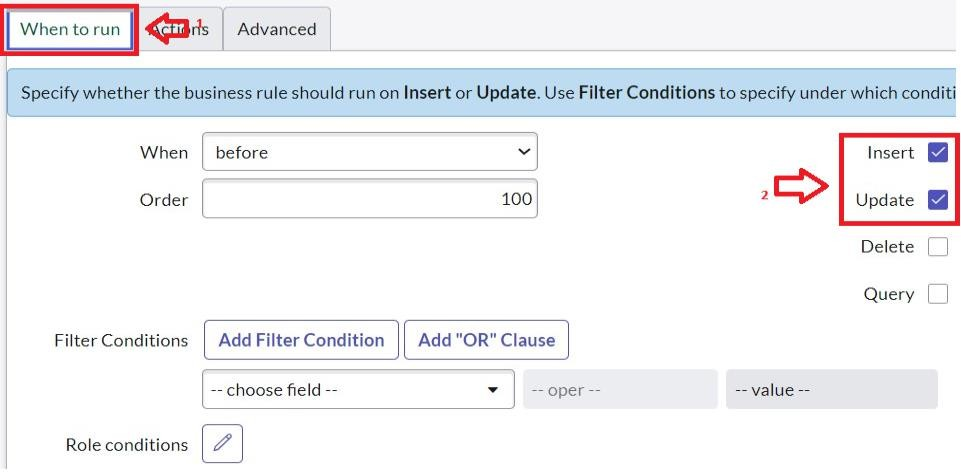 When to run 1 Actions Advanced
Specify whether the business rule should run on Insert or Update. Use Filter Conditions to specify under which conditi
When before Insert
Order 100 2 Update
Delete
Query
Filter Conditions Add Filter Condition Add "OR" Clause
-- choose field -- -- oper -- -- value --
Role conditions